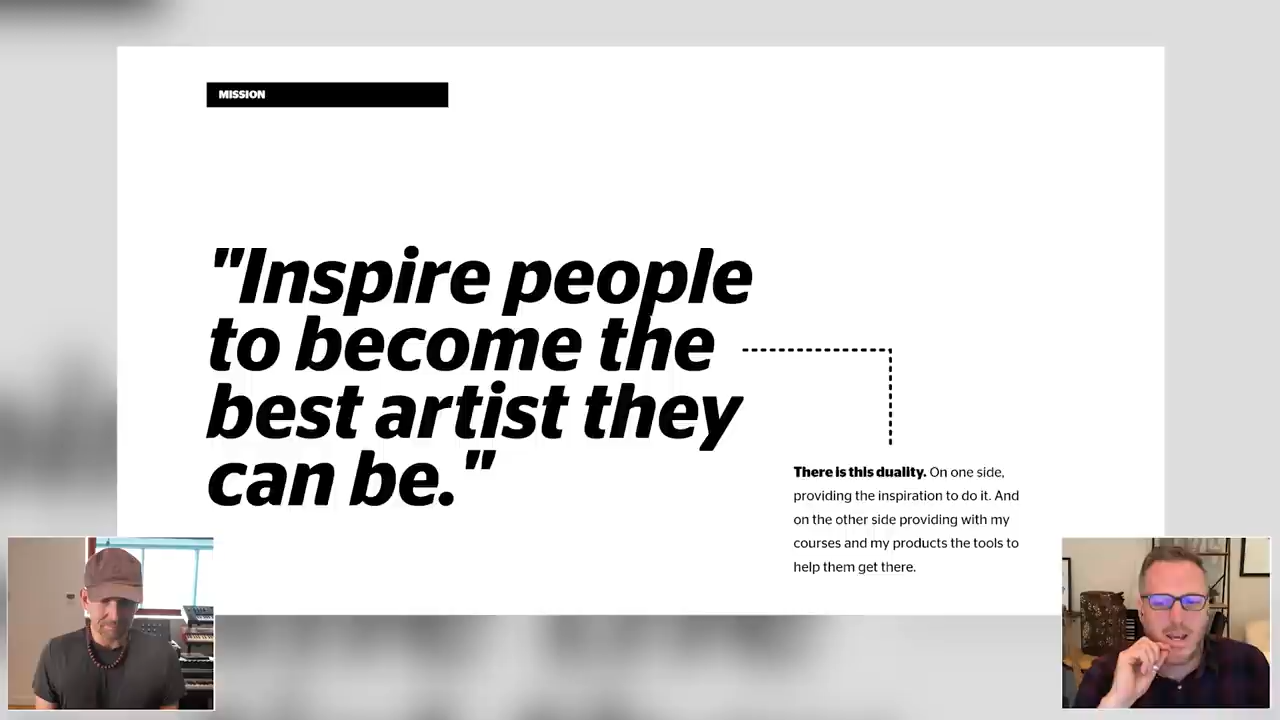 MISSION
"Inspire people
to become the
best artist they
can be."
There is this duality. On one side,
providing the inspiration to do it. And
on the other side providing with my
courses and my products the tools to
help them get there.